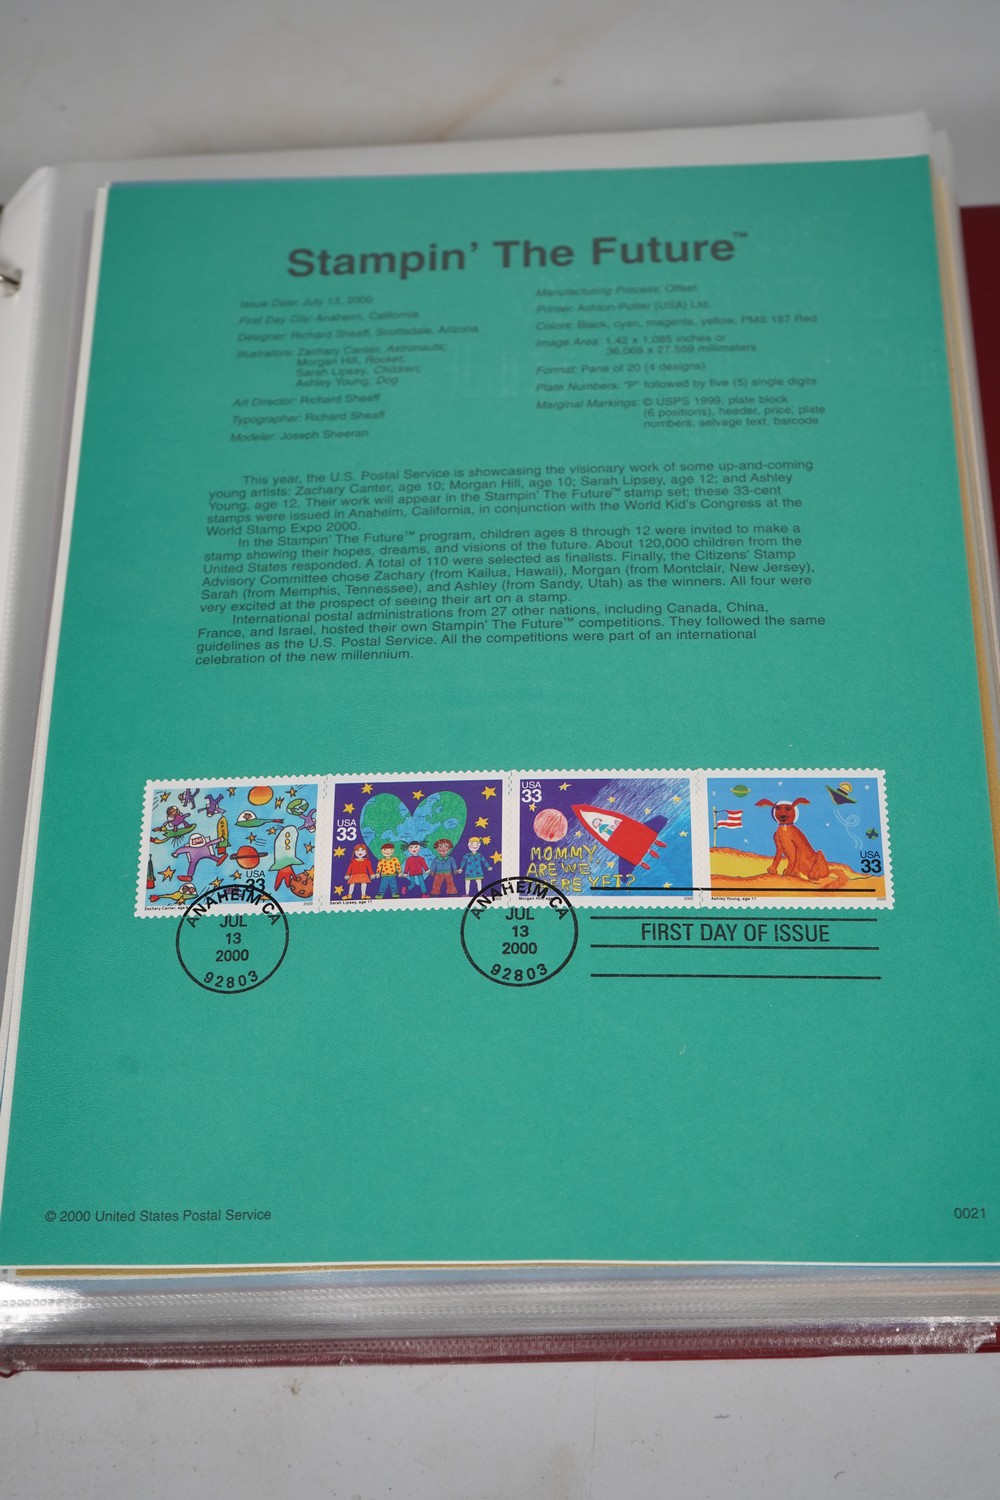 Stampin' The Future™
Issue Date: July 13, 2000
First Day City: Anaheim, California
Designer: Richard Sheaff, Scottsdale, Arizona
Illustrators: Zachary Canter, Astronauts;
Morgan Hill, Rocket;
Sarah Lipsey, Children;
Ashley Young, Dog
Art Director: Richard Sheaff
Typographer: Richard Sheaff
Modeler: Joseph Sheeran
Manufacturing Process: Offset
Printer: Ashton-Potter (USA) Ltd.
Colors: Black, cyan, magenta, yellow, PMS 187 Red
Image Area: 1.42 x 1.085 inches or
36.068 x 27.559 millimeters
Format: Pane of 20 (4 designs)
Plate Numbers: "P" followed by five (5) single digits
Marginal Markings: © USPS 1999, plate block
(6 positions), header, price, plate
numbers, selvage text, barcode
This year, the U.S. Postal Service is showcasing the visionary work of some up-and-coming
young artists: Zachary Canter, age 10; Morgan Hill, age 10; Sarah Lipsey, age 12; and Ashley
Young, age 12. Their work will appear in the Stampin' The Future™ stamp set; these 33-cent
stamps were issued in Anaheim, California, in conjunction with the World Kid's Congress at the
World Stamp Expo 2000.
In the Stampin' The Future™ program, children ages 8 through 12 were invited to make a
stamp showing their hopes, dreams, and visions of the future. About 120,000 children from the
United States responded. A total of 110 were selected as finalists. Finally, the Citizens' Stamp
Advisory Committee chose Zachary (from Kailua, Hawaii), Morgan (from Montclair, New Jersey),
Sarah (from Memphis, Tennessee), and Ashley (from Sandy, Utah) as the winners. All four were
very excited at the prospect of seeing their art on a stamp.
International postal administrations from 27 other nations, including Canada, China,
France, and Israel, hosted their own Stampin' The Future™ competitions. They followed the same
guidelines as the U.S. Postal Service. All the competitions were part of an international
celebration of the new millennium.
USA
33
Zachary Canter, age
2000
USA
33
Sarah Lipsey, age 11
USA
33
MOMMY
ARE WE
THERE YET?
2000
USA
33
Ashley Young, age 11
2000
ANAHEIM CA
JUL
13
2000
92803
ANAHEIM CA
JUL
13
2000
92803
FIRST DAY OF ISSUE
© 2000 United States Postal Service
0021